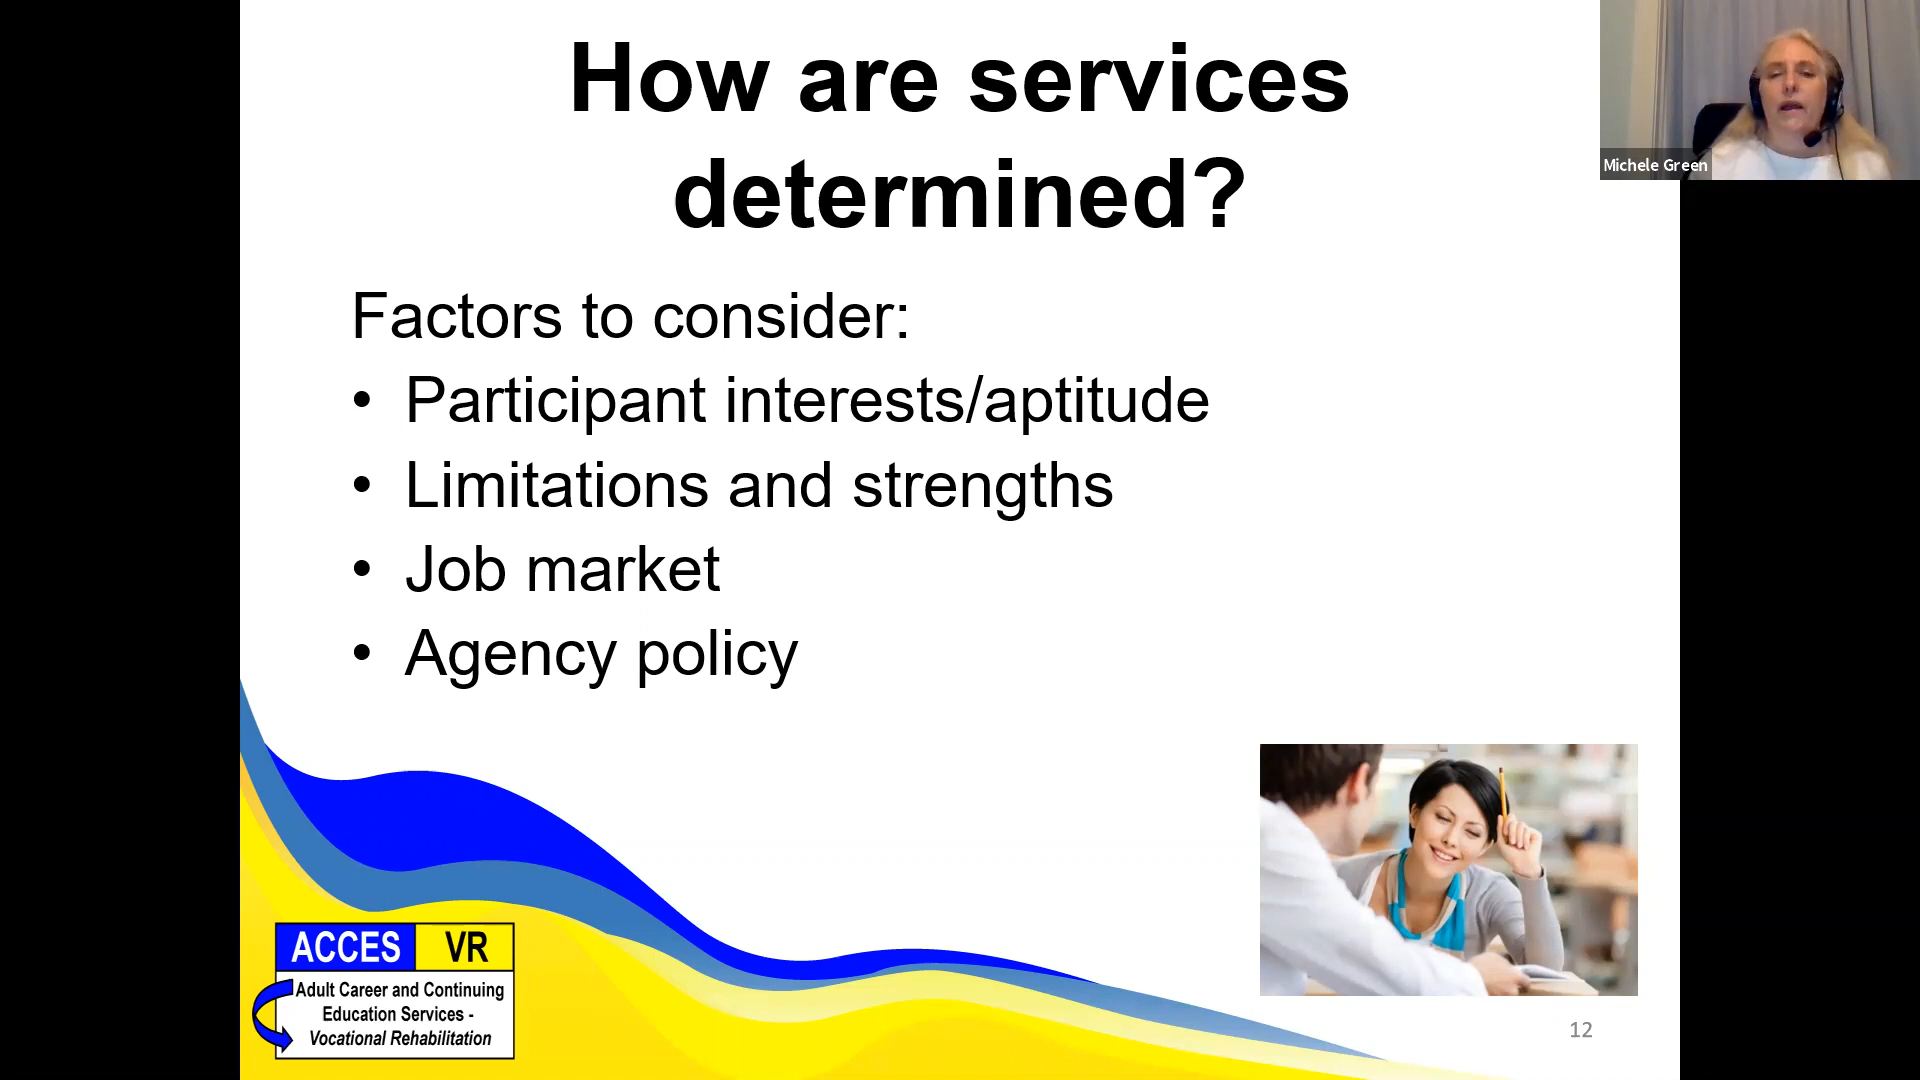 How are services
determined?
Michele Green
Factors to consider:
• Participant interests/aptitude
• Limitations and strengths
• Job market
• Agency policy
ACCES VR
Adult Career and Continuing
Education Services -
Vocational Rehabilitation
12